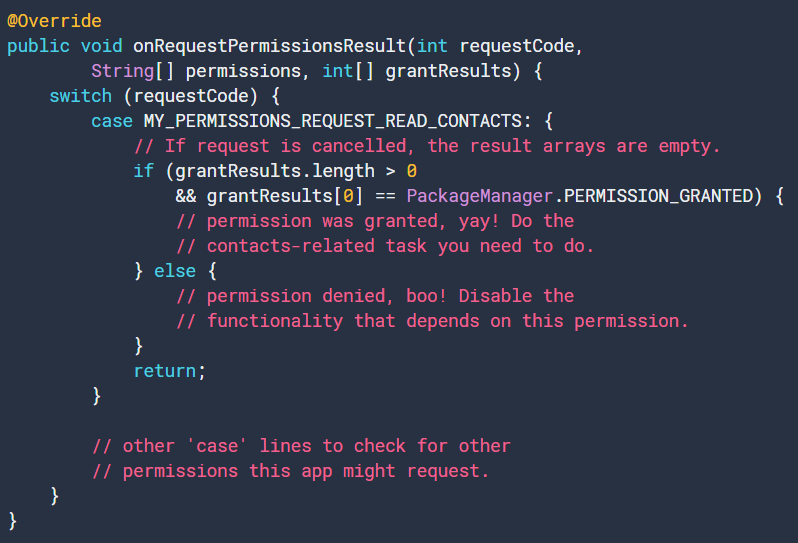 @Override
public void onRequestPermissionsResult(int requestCode,
        String[] permissions, int[] grantResults) {
    switch (requestCode) {
        case MY_PERMISSIONS_REQUEST_READ_CONTACTS: {
            // If request is cancelled, the result arrays are empty.
            if (grantResults.length > 0
                && grantResults[0] == PackageManager.PERMISSION_GRANTED) {
                // permission was granted, yay! Do the
                // contacts-related task you need to do.
            } else {
                // permission denied, boo! Disable the
                // functionality that depends on this permission.
            }
            return;
        }

        // other 'case' lines to check for other
        // permissions this app might request.
    }
}